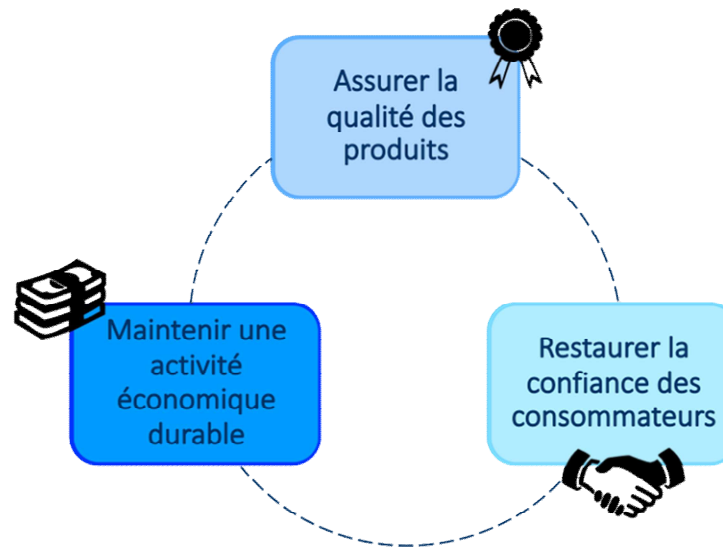 Assurer la
qualité des
produits
Maintenir une
activité
économique
durable
Restaurer la
confiance des
consommateurs